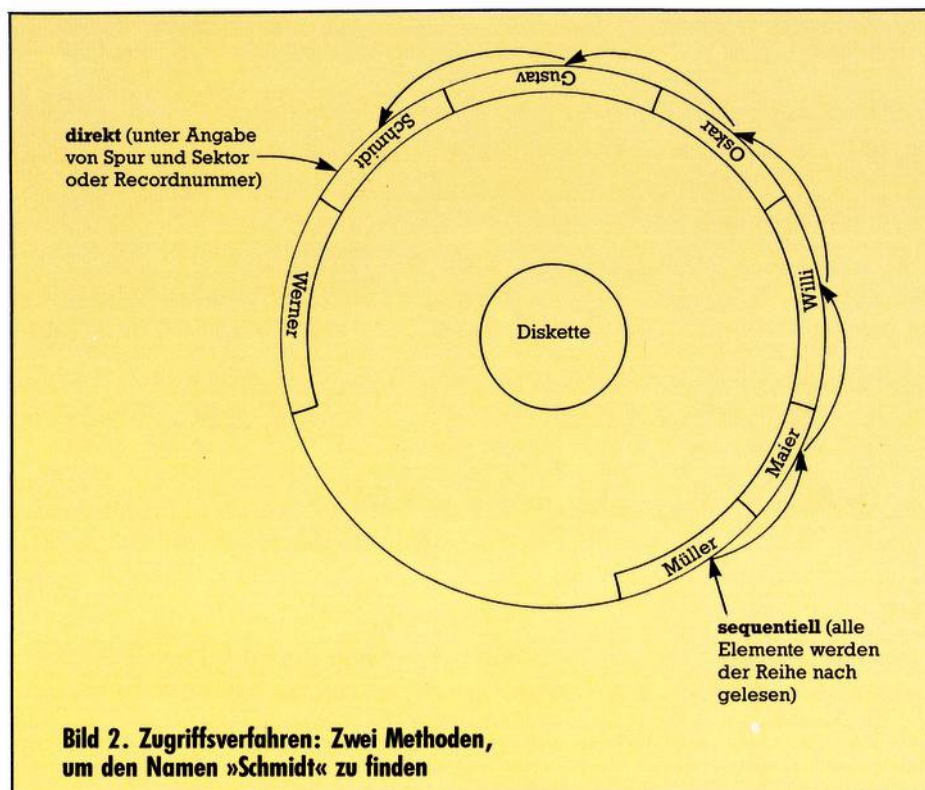 Gustav
Schmidt
Oskar
direkt (unter Angabe
von Spur und Sektor
oder Recordnummer)
Werner
Willi
Diskette
Maier
Müller
sequentiell (alle
Elemente werden
der Reihe nach
gelesen)
Bild 2. Zugriffsverfahren: Zwei Methoden,
um den Namen »Schmidt« zu finden